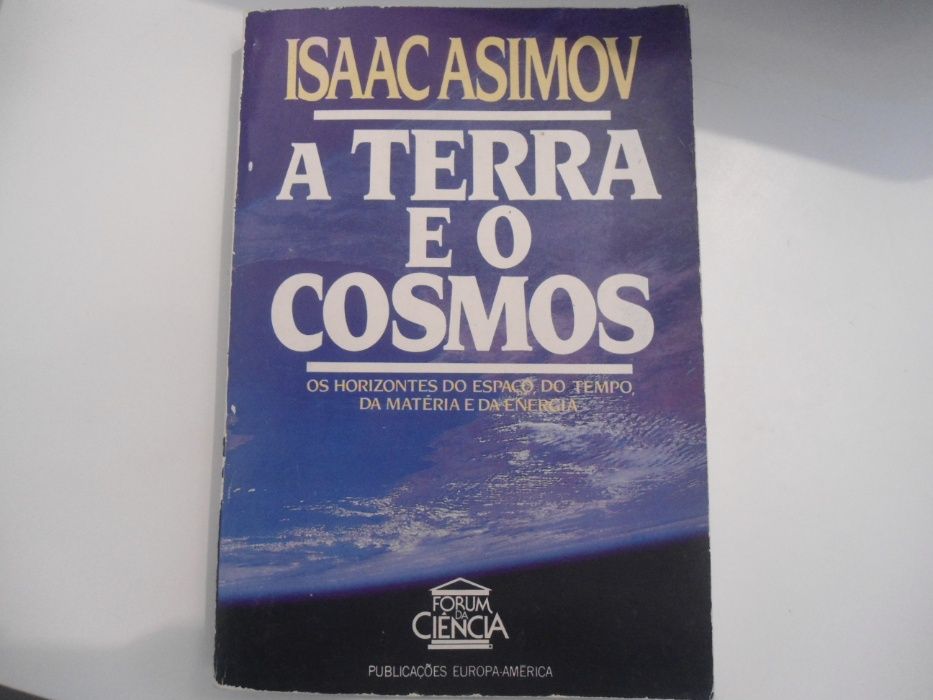 ISAAC ASIMOV
A TERRA
E O
COSMOS
OS HORIZONTES DO ESPAÇO, DO TEMPO,
DA MATÉRIA E DA ENERGIA
FORUM
DA
CIÊNCIA
PUBLICAÇÕES EUROPA-AMÉRICA